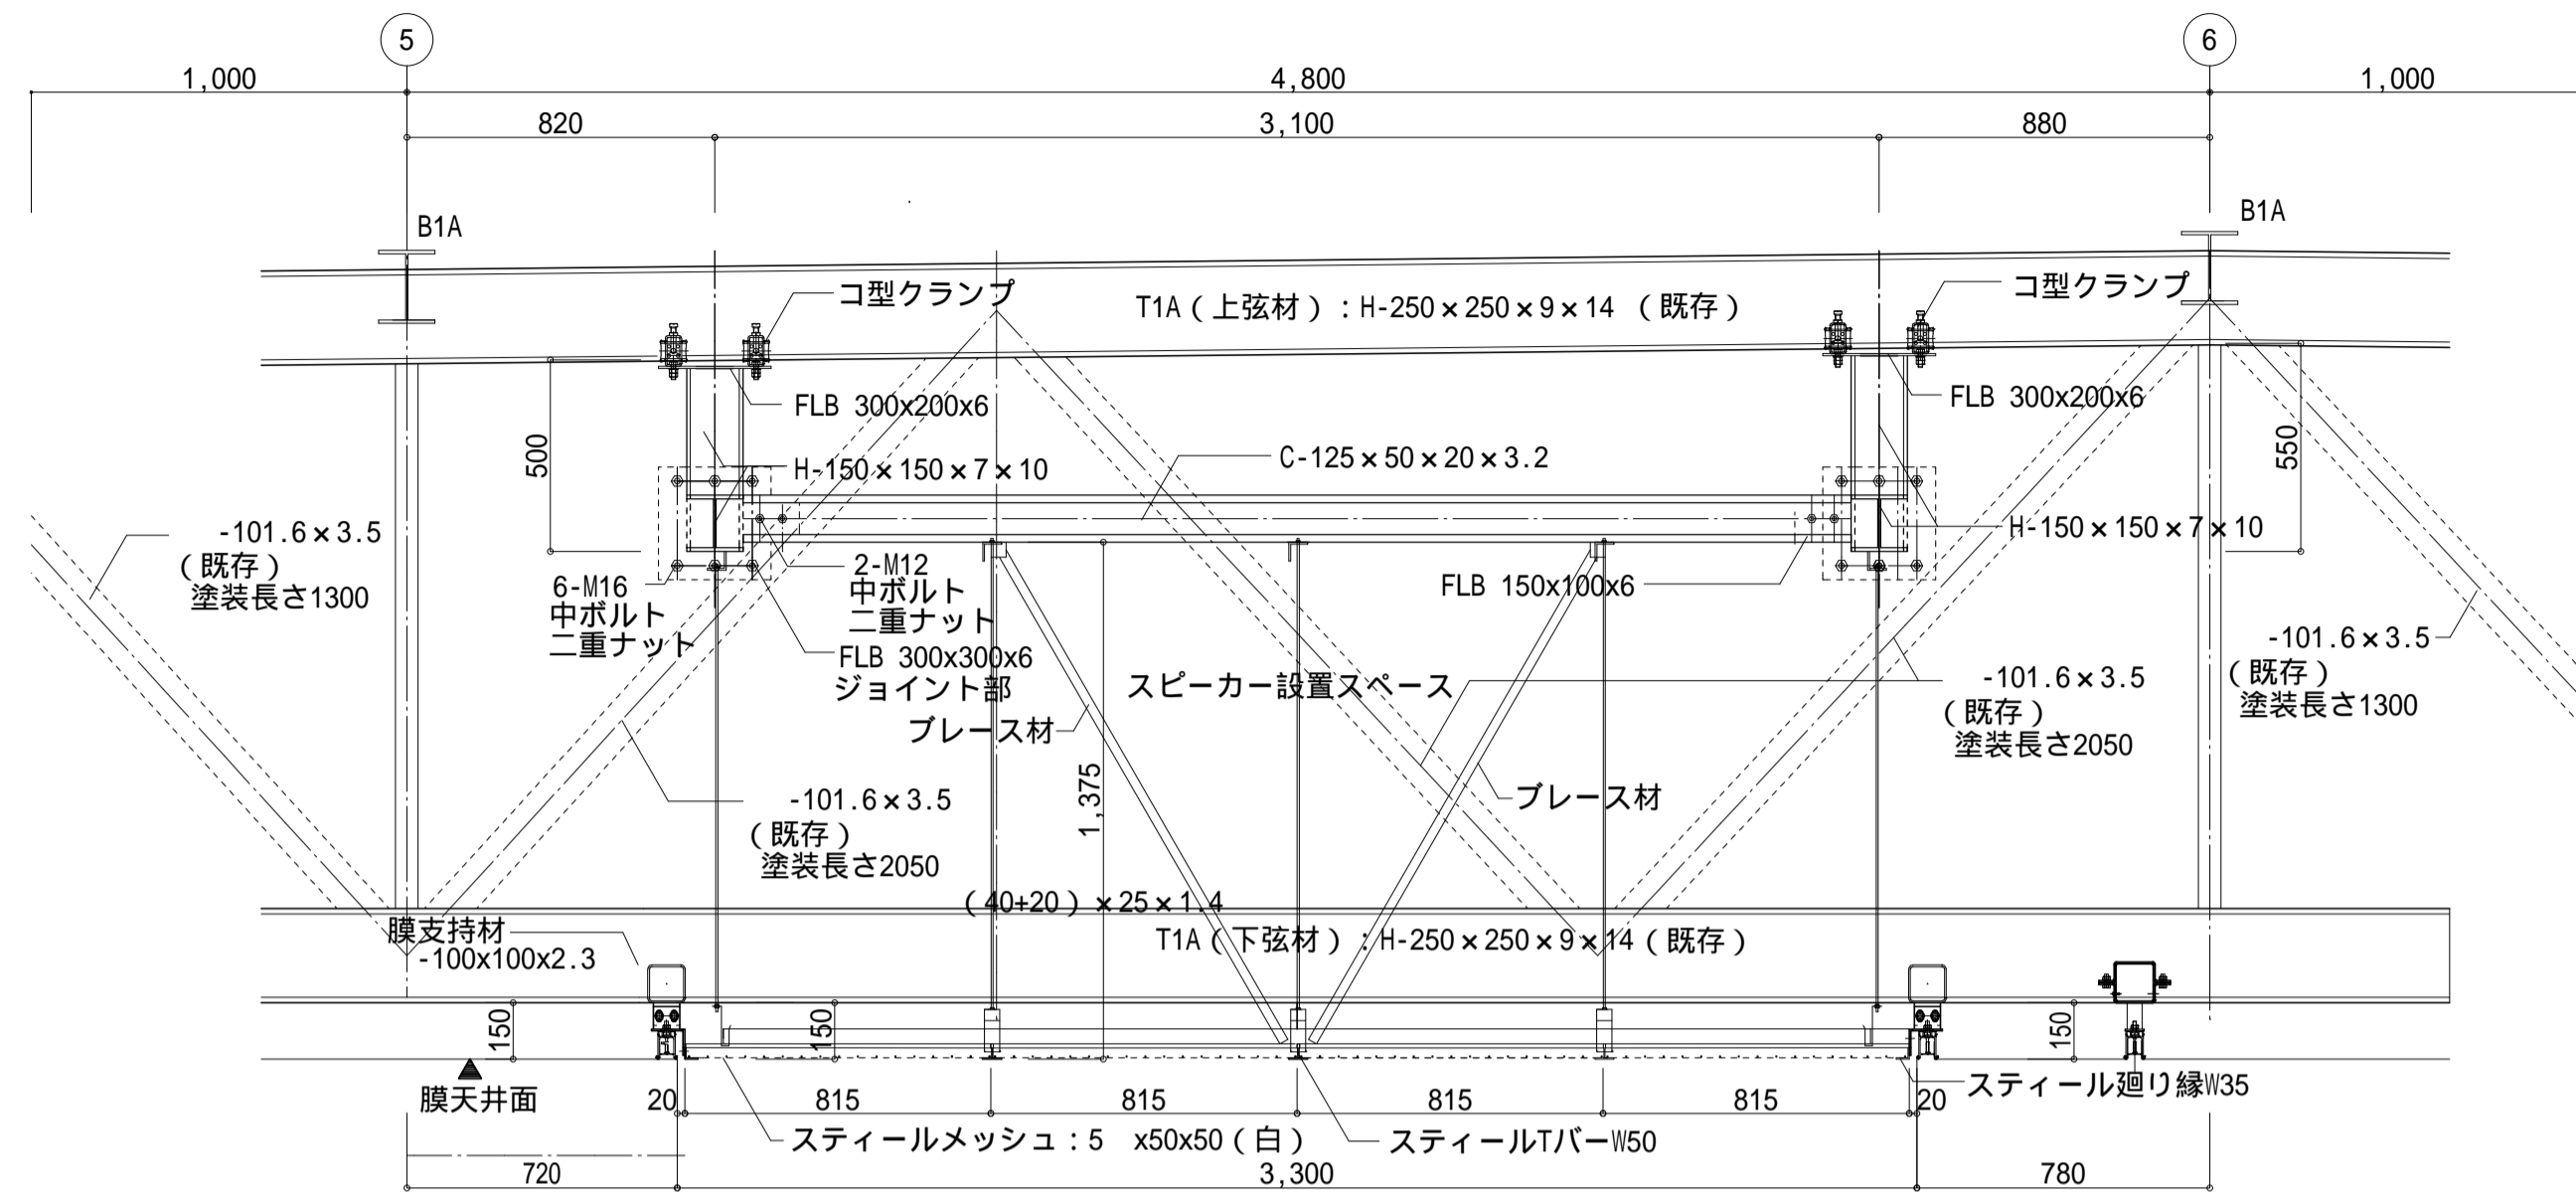 5
6
1,000
4,800
1,000
820
3,100
880
B1A
B1A
コ型クランプ
T1A（上弦材）：H-250×250×9×14 （既存）
コ型クランプ
FLB 300x200x6
FLB 300x200x6
500
550
C-125×50×20×3.2
H-150×150×7×10
H-150×150×7×10
-101.6×3.5
（既存）
塗装長さ1300
6-M16
中ボルト
二重ナット
2-M12
中ボルト
二重ナット
FLB 150x100x6
FLB 300x300x6
ジョイント部
ブレース材
スピーカー設置スペース
-101.6×3.5
（既存）
塗装長さ2050
-101.6×3.5
（既存）
塗装長さ1300
1,375
-101.6×3.5
（既存）
塗装長さ2050
ブレース材
（40+20）×25×1.4
膜支持材
-100x100x2.3
T1A（下弦材）：H-250×250×9×14（既存）
150
150
150
膜天井面
20
815
815
815
815
20
スティール廻り縁W35
スティールメッシュ：5 x50x50（白）
スティールTバーW50
720
3,300
780